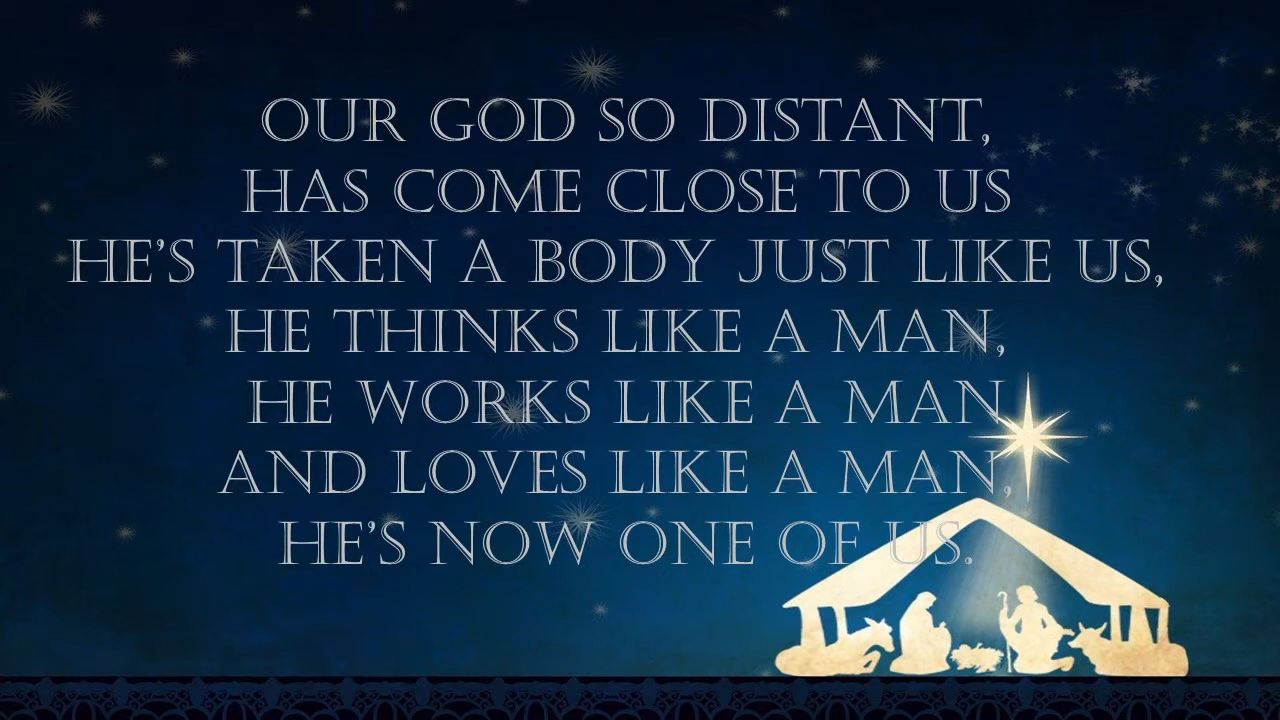 OUR GOD SO DISTANT,
HAS COME CLOSE TO US
HE’S TAKEN A BODY JUST LIKE US,
HE THINKS LIKE A MAN,
HE WORKS LIKE A MAN
AND LOVES LIKE A MAN,
HE’S NOW ONE OF US.